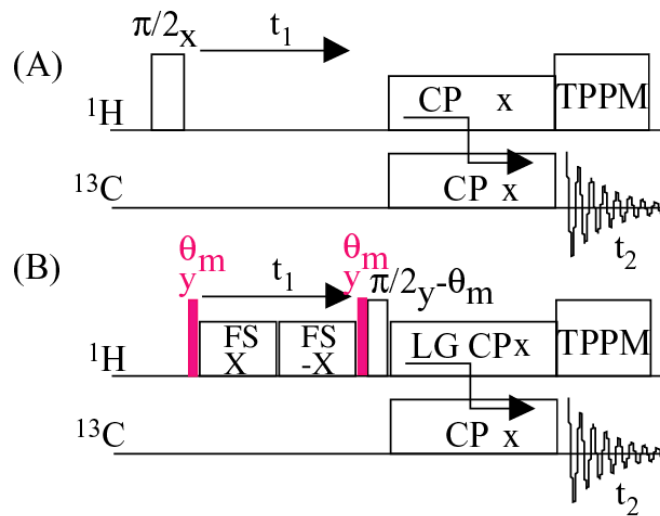 π/2x t1
(A)
CP x TPPM
1H
13C CP x
t2
(B) θm y t1 θm y π/2y-θm
FS X FS -X LG CPx TPPM
1H
13C CP x
t2